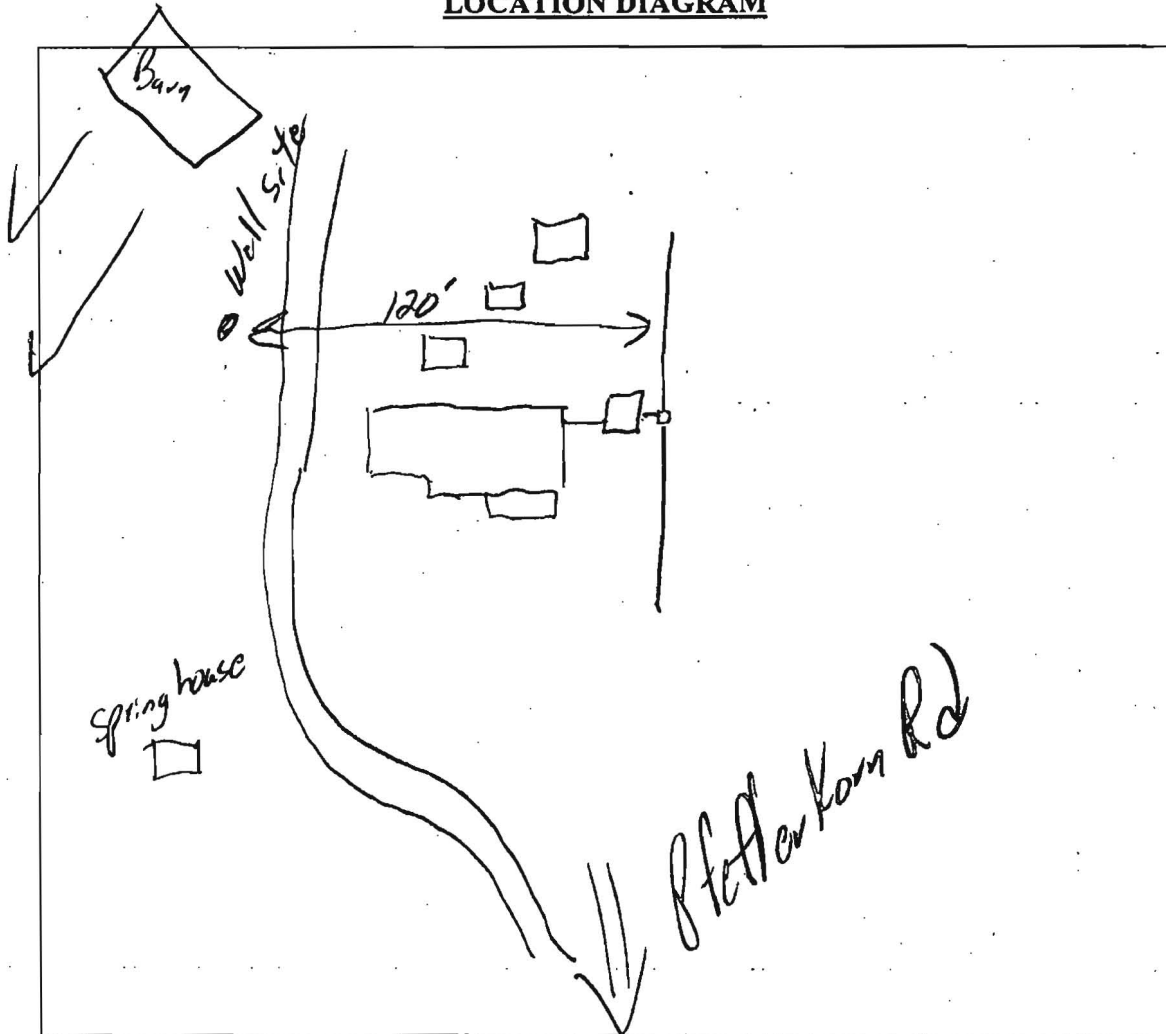 LOCATION DIAGRAM
Barn
Well site
120'
Spring house
Pfefferkorn Rd